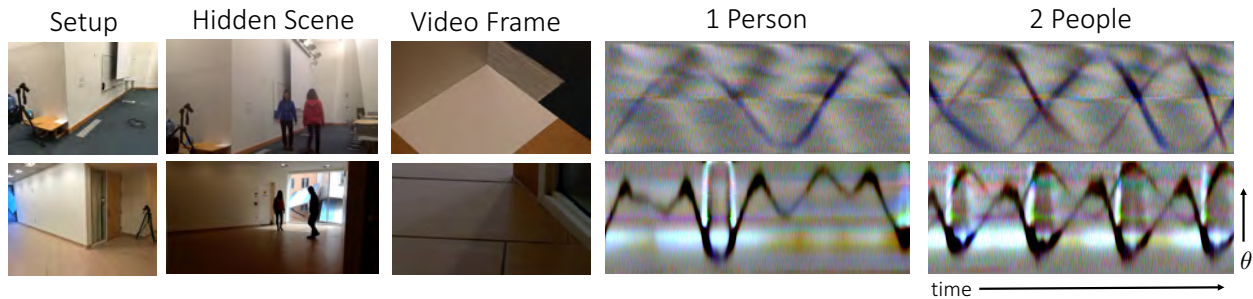 Setup
Hidden Scene
Video Frame
1 Person
2 People
θ
time